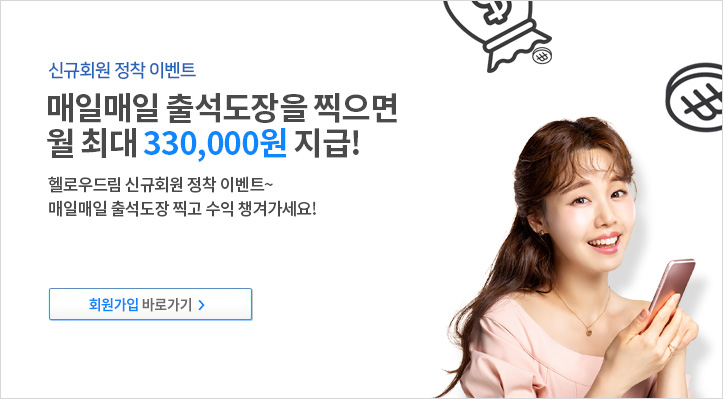 신규회원 정착 이벤트
매일매일 출석도장을 찍으면
월 최대 330,000원 지급!
헬로우드림 신규회원 정착 이벤트~
매일매일 출석도장 찍고 수익 챙겨가세요!
회원가입 바로가기 >